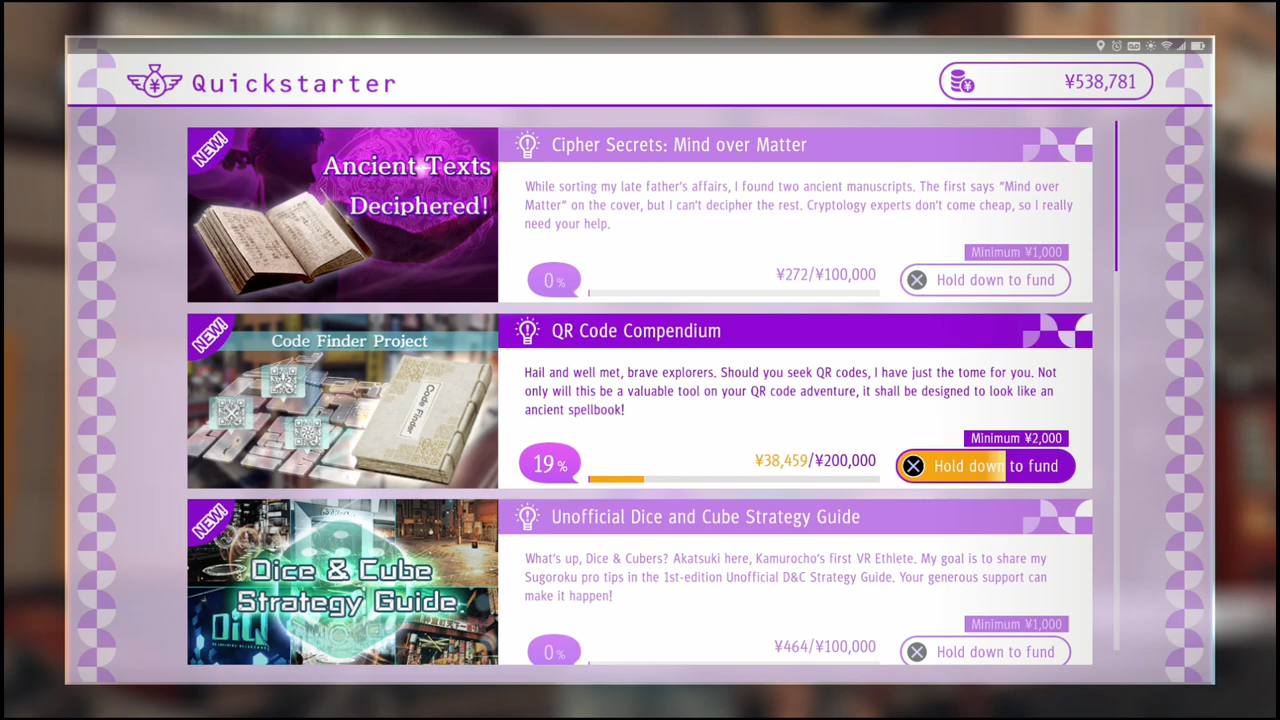 Quickstarter
¥538,781
NEW!
Ancient Texts
Deciphered!
Cipher Secrets: Mind over Matter
While sorting my late father's affairs, I found two ancient manuscripts. The first says "Mind over
Matter" on the cover, but I can't decipher the rest. Cryptology experts don't come cheap, so I really
need your help.
Minimum ¥1,000
0%
¥272/¥100,000
Hold down to fund
NEW!
Code Finder Project
Code Finder
QR Code Compendium
Hail and well met, brave explorers. Should you seek QR codes, I have just the tome for you. Not
only will this be a valuable tool on your QR code adventure, it shall be designed to look like an
ancient spellbook!
Minimum ¥2,000
19%
¥38,459/¥200,000
Hold down to fund
NEW!
Dice & Cube
Strategy Guide
Unofficial Dice and Cube Strategy Guide
What's up, Dice & Cubers? Akatsuki here, Kamurocho's first VR Ethlete. My goal is to share my
Sugoroku pro tips in the 1st-edition Unofficial D&C Strategy Guide. Your generous support can
make it happen!
Minimum ¥1,000
0%
¥464/¥100,000
Hold down to fund